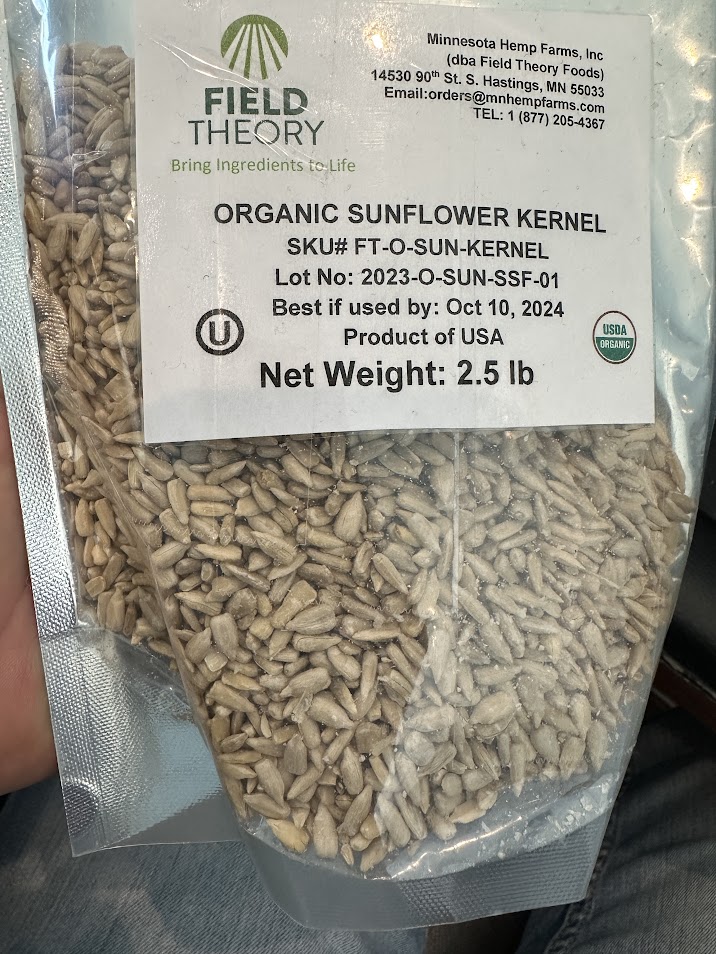 FIELD
THEORY
Bring Ingredients to Life
Minnesota Hemp Farms, Inc
(dba Field Theory Foods)
14530 90th St. S. Hastings, MN 55033
Email:orders@mnhempfarms.com
TEL: 1 (877) 205-4367
ORGANIC SUNFLOWER KERNEL
SKU# FT-O-SUN-KERNEL
Lot No: 2023-O-SUN-SSF-01
Best if used by: Oct 10, 2024
Product of USA
Net Weight: 2.5 lb
U
USDA
ORGANIC